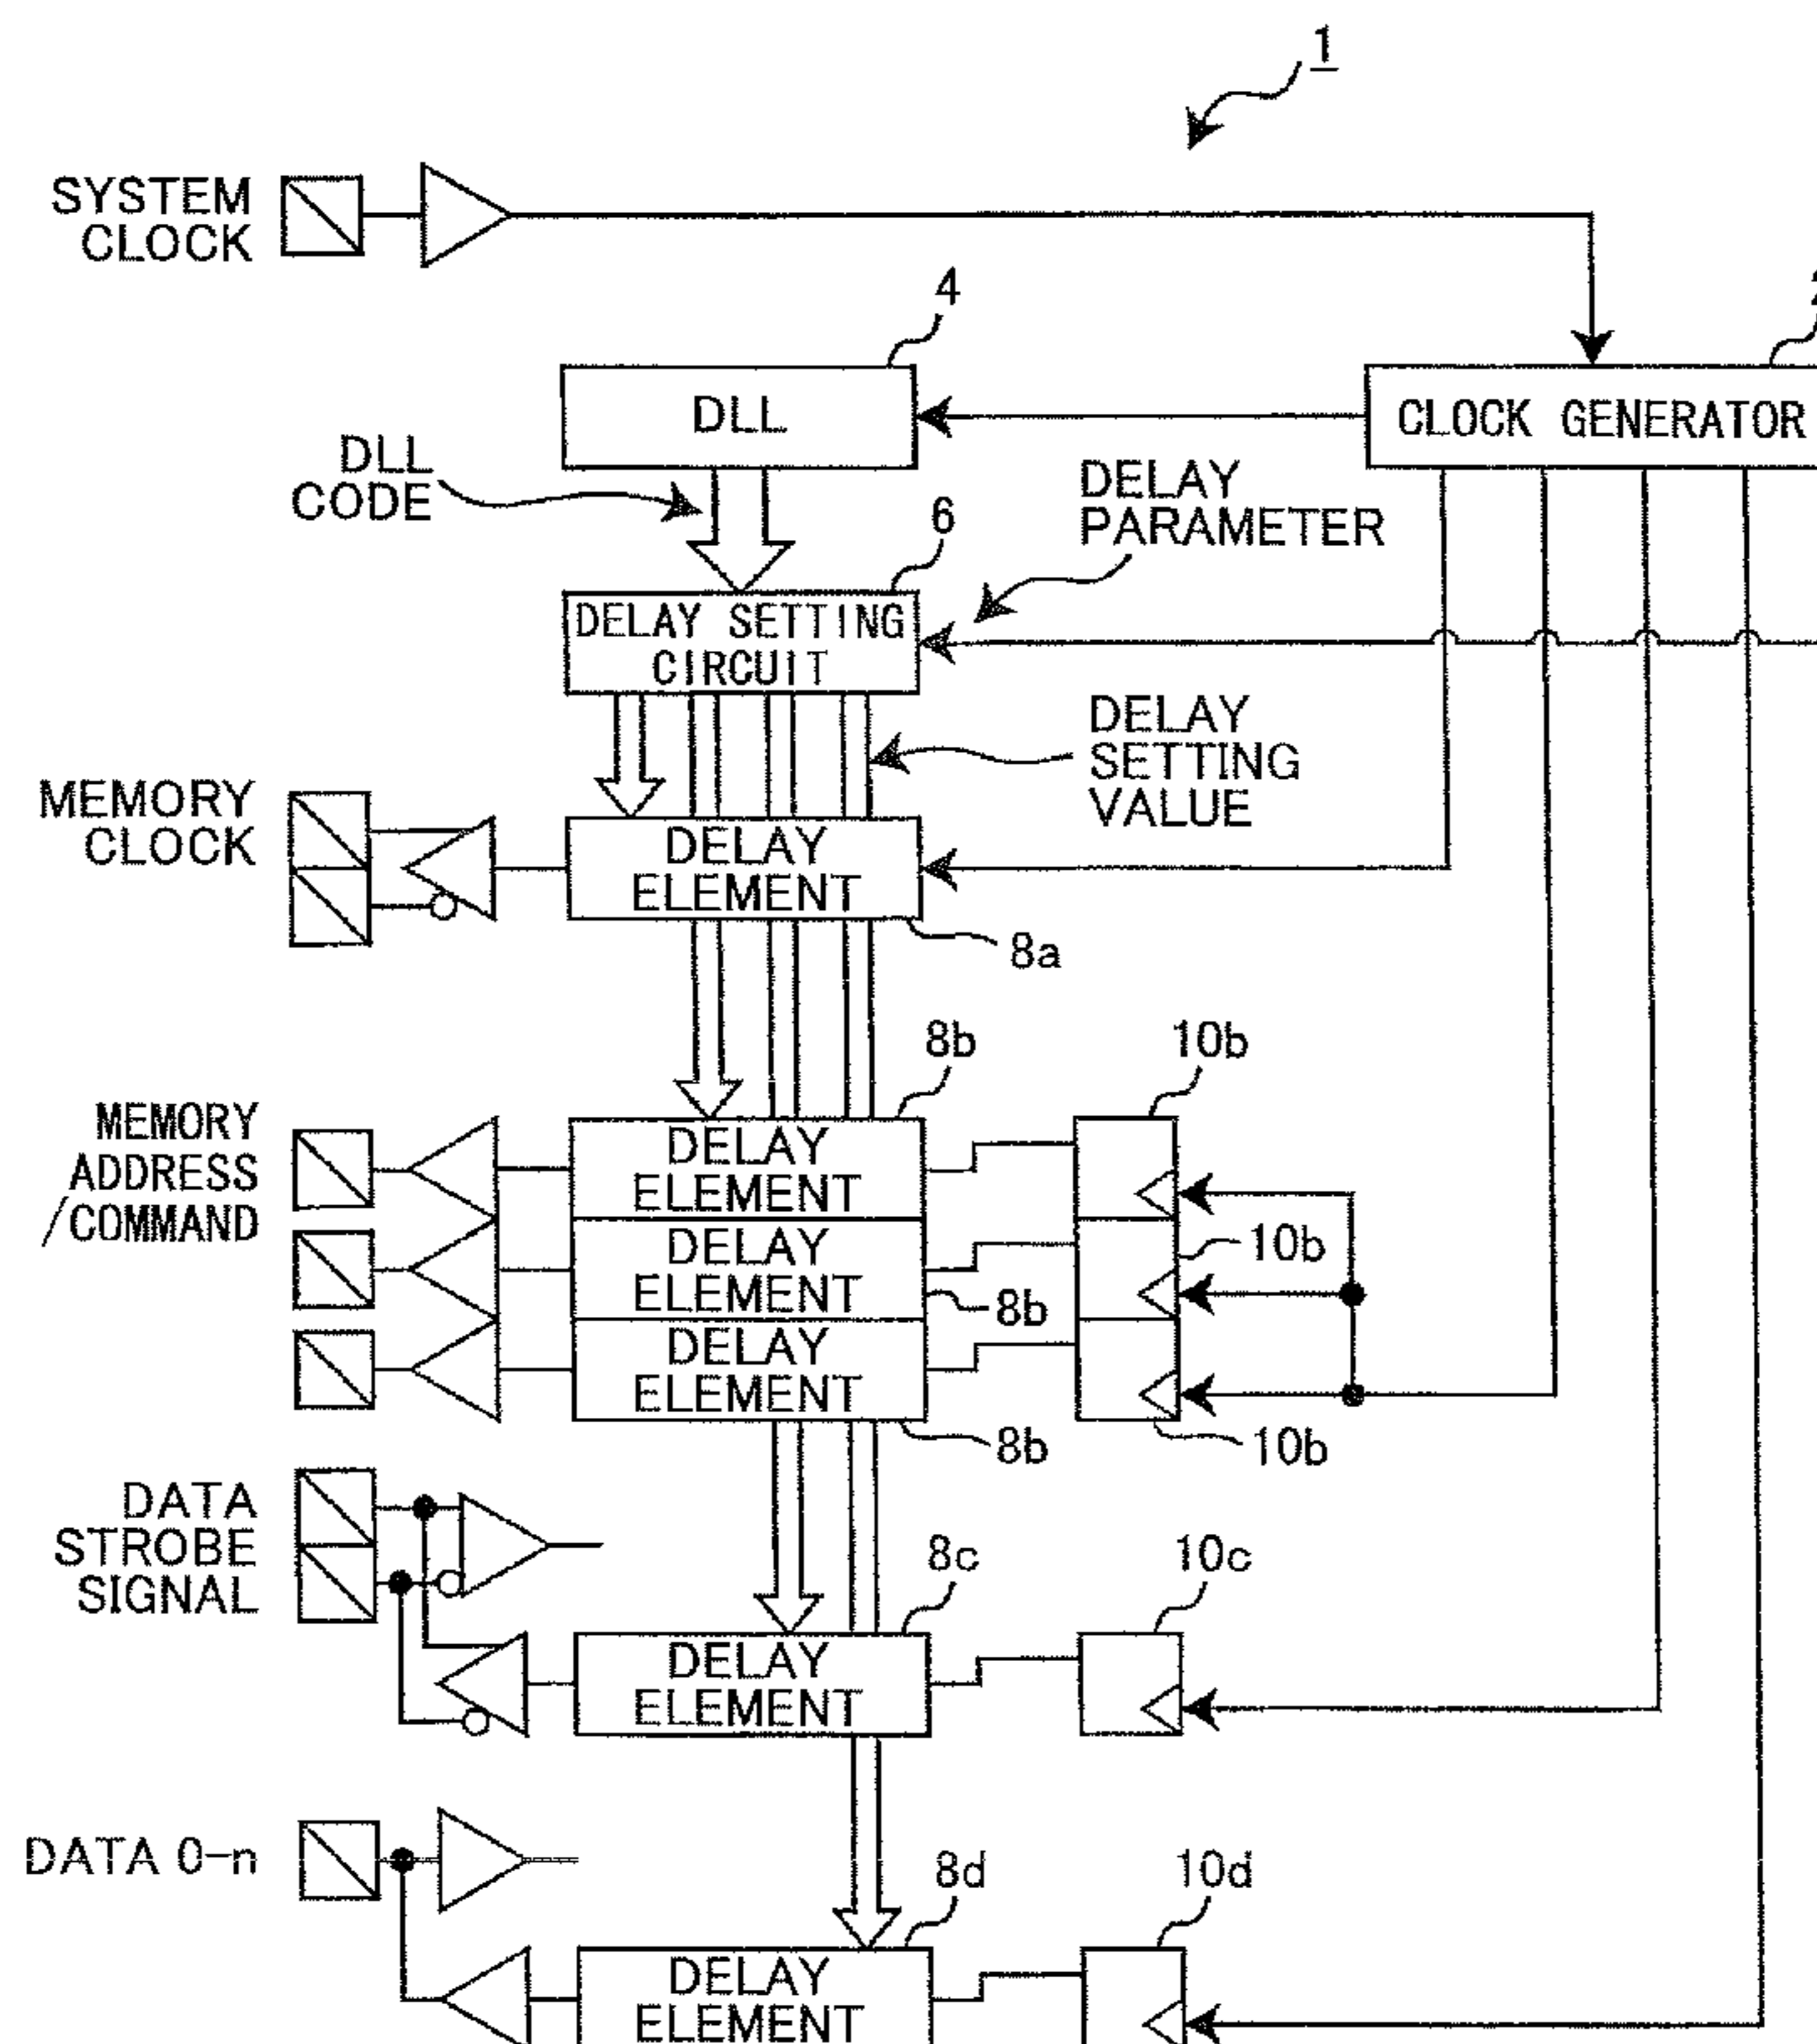 1
SYSTEM
CLOCK
4
2
DLL
CLOCK GENERATOR
DLL
CODE
DELAY
PARAMETER
6
DELAY SETTING
CIRCUIT
DELAY
SETTING
VALUE
MEMORY
CLOCK
DELAY
ELEMENT
8a
8b
10b
MEMORY
ADDRESS
/COMMAND
DELAY
ELEMENT
DELAY
ELEMENT
10b
8b
DELAY
ELEMENT
8b
10b
DATA
STROBE
SIGNAL
8c
10c
DELAY
ELEMENT
DATA 0-n
8d
10d
DELAY
ELEMENT